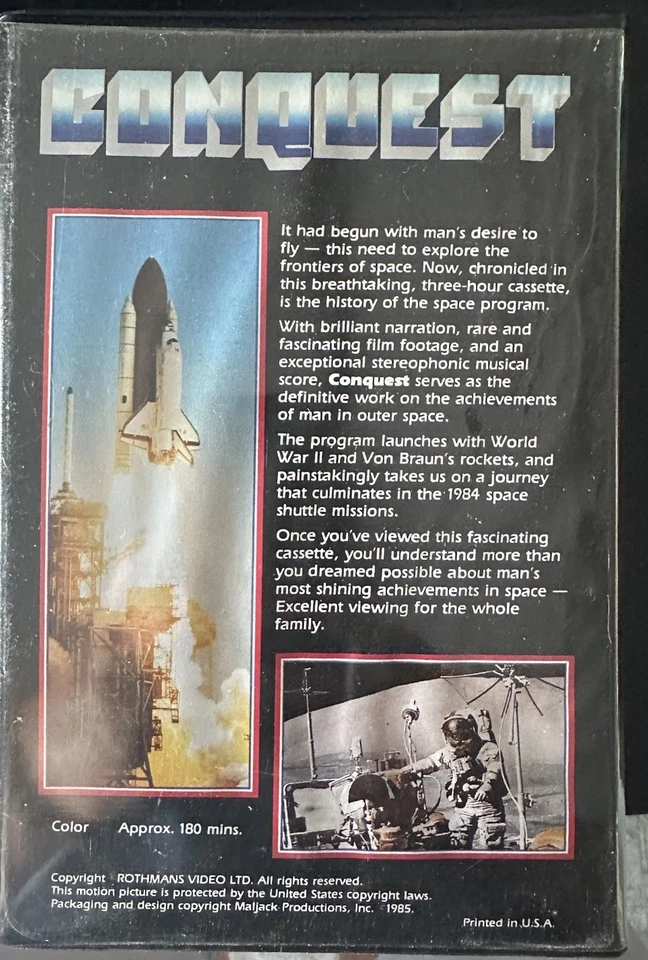 CONQUEST
It had begun with man's desire to
fly — this need to explore the
frontiers of space. Now, chronicled in
this breathtaking, three-hour cassette,
is the history of the space program.
With brilliant narration, rare and
fascinating film footage, and an
exceptional stereophonic musical
score, Conquest serves as the
definitive work on the achievements
of man in outer space.
The program launches with World
War II and Von Braun's rockets, and
painstakingly takes us on a journey
that culminates in the 1984 space
shuttle missions.
Once you've viewed this fascinating
cassette, you'll understand more than
you dreamed possible about man's
most shining achievements in space —
Excellent viewing for the whole
family.
Color Approx. 180 mins.
Copyright ROTHMANS VIDEO LTD. All rights reserved.
This motion picture is protected by the United States copyright laws.
Packaging and design copyright Maljack Productions, Inc. 1985.
Printed in U.S.A.